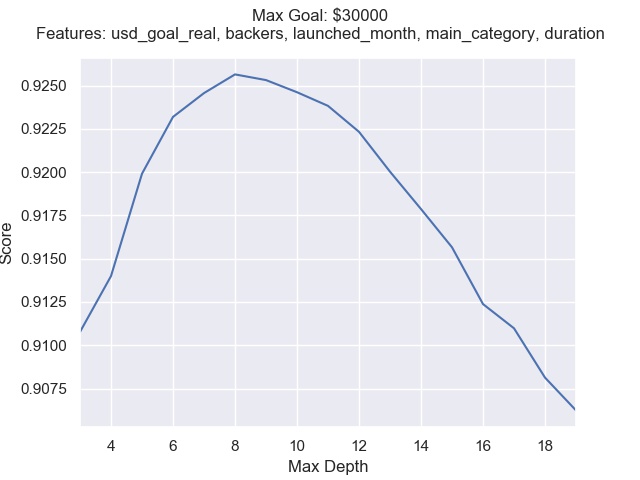 Max Goal: $30000
Features: usd_goal_real, backers, launched_month, main_category, duration
0.9250
0.9225
0.9200
0.9175
0.9150
0.9125
0.9100
0.9075
Score
4 6 8 10 12 14 16 18
Max Depth